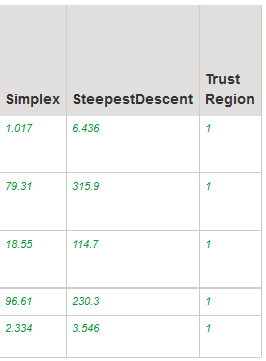 Simplex SteepestDescent Trust Region
1.017 6.436 1
79.31 315.9 1
18.55 114.7 1
96.61 230.3 1
2.334 3.546 1